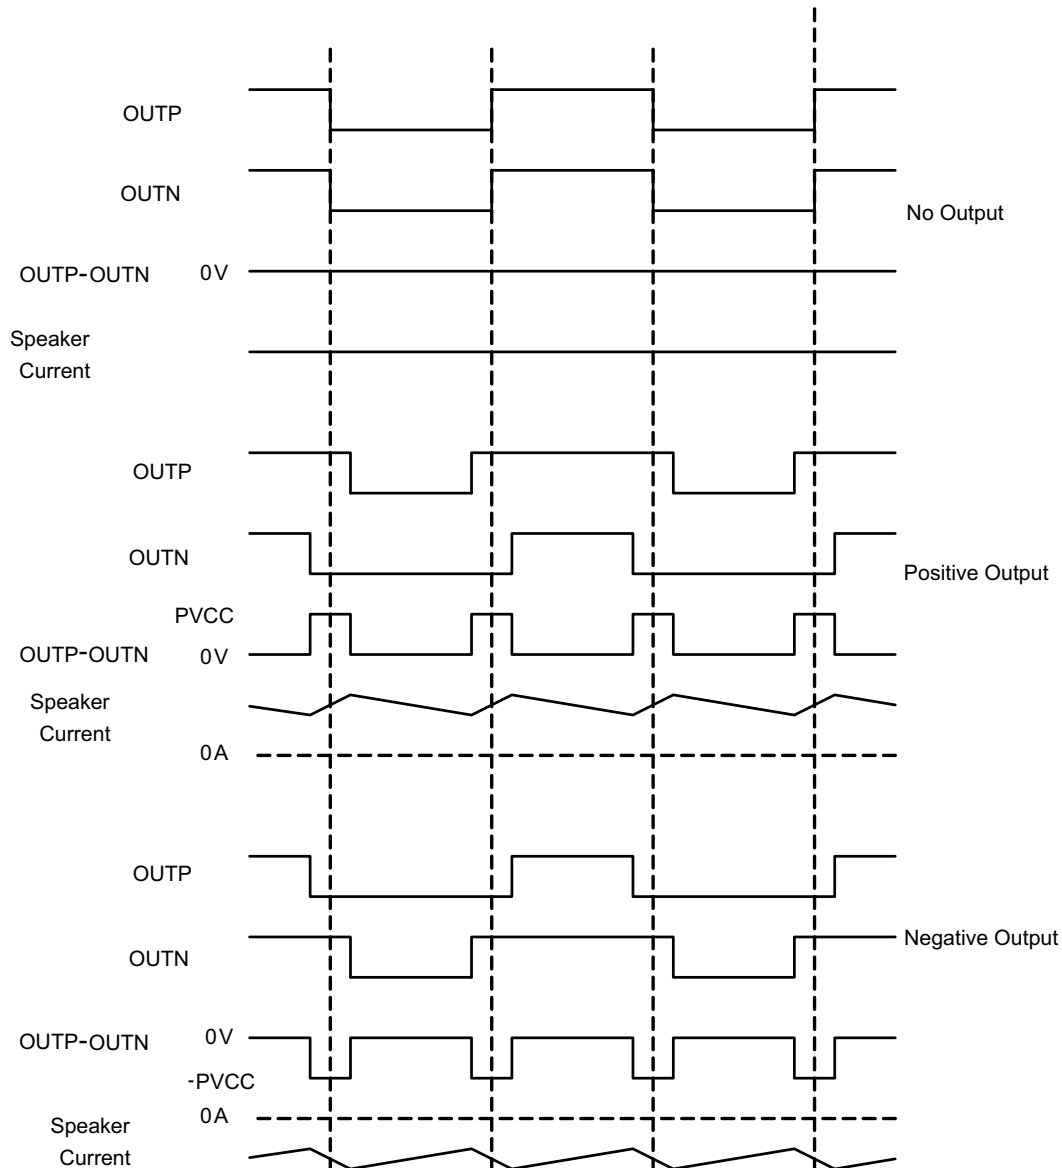 OUTP
OUTN
No Output
OUTP-OUTN 0V
Speaker
Current
OUTP
OUTN
Positive Output
PVCC
OUTP-OUTN 0V
Speaker
Current
0A
OUTP
OUTN
Negative Output
OUTP-OUTN 0V
-PVCC
0A
Speaker
Current